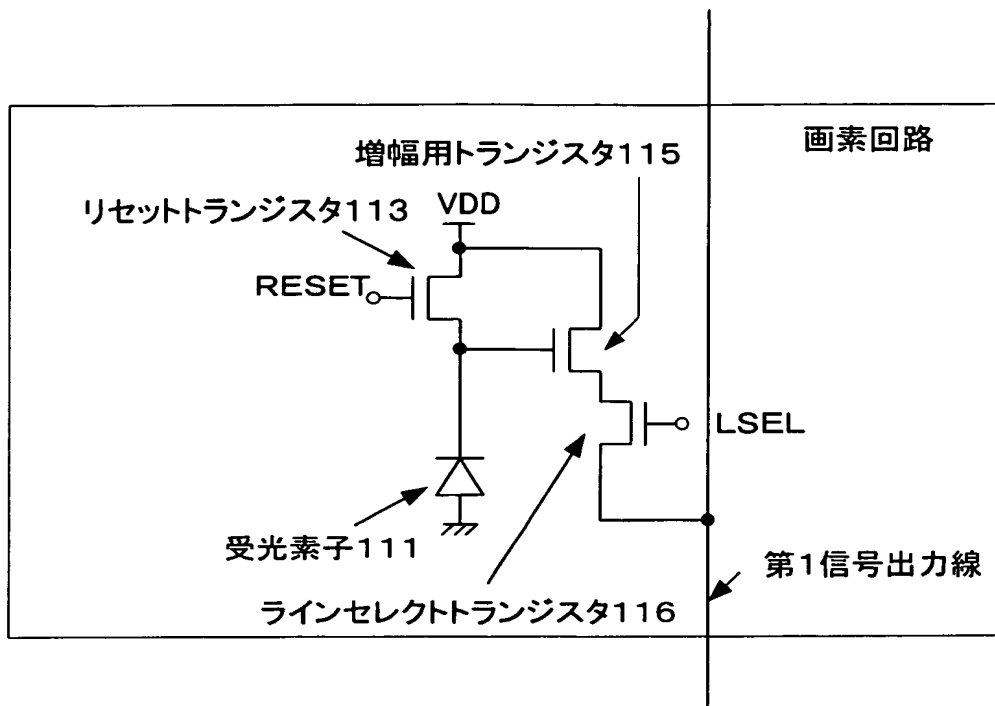 画素回路
増幅用トランジスタ115
リセットトランジスタ113
VDD
RESET
LSEL
受光素子111
第1信号出力線
ラインセレクトトランジスタ116